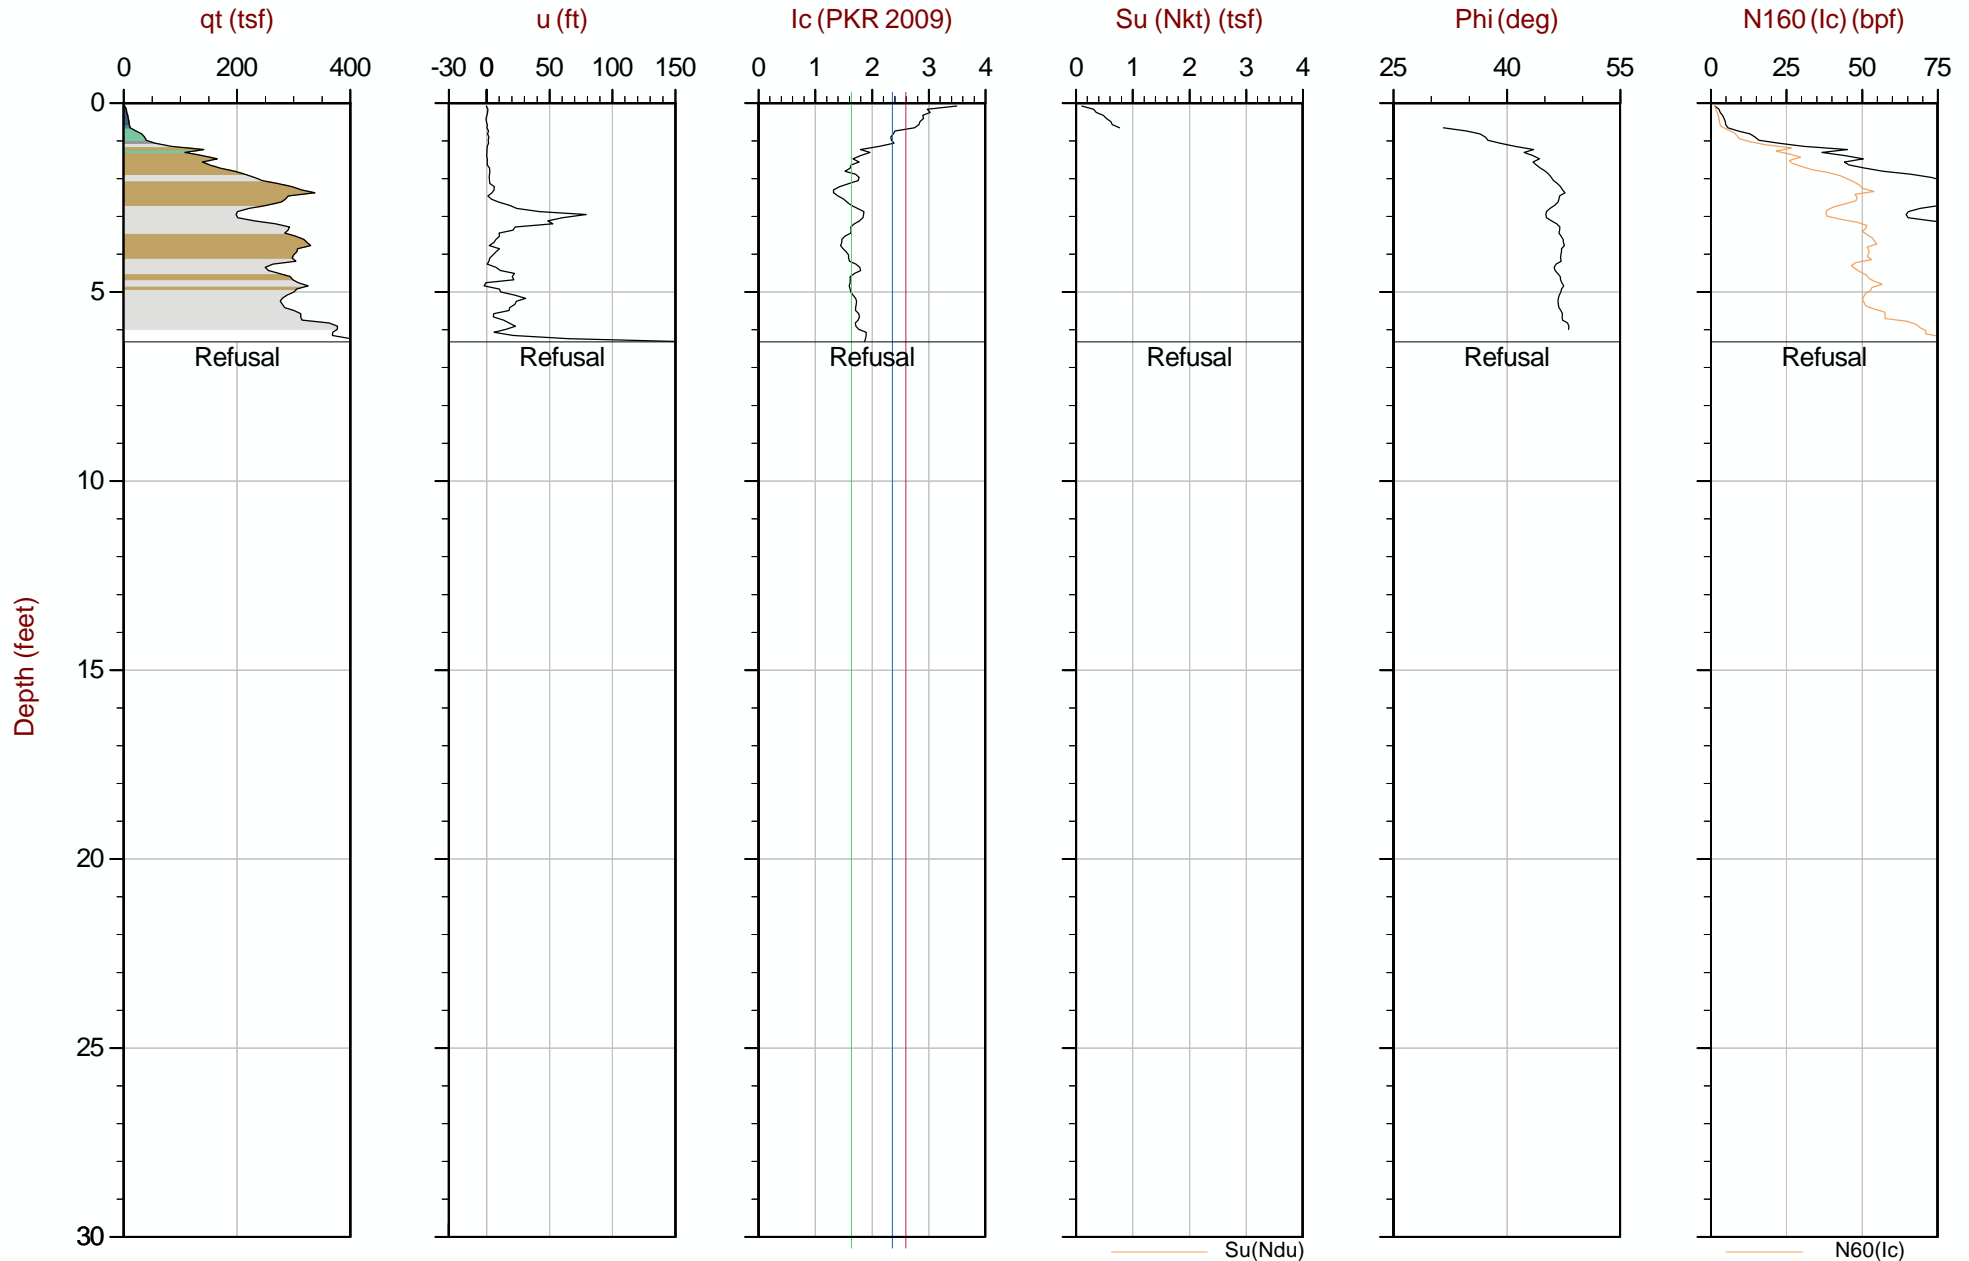 qt (tsf) u (ft) Ic (PKR 2009) Su (Nkt) (tsf) Phi (deg) N160 (Ic) (bpf)
0 200 400 -30 0 50 100 150 0 1 2 3 4 0 1 2 3 4 25 40 55 0 25 50 75
0
5
Refusal Refusal Refusal Refusal Refusal Refusal
10
Depth (feet)
15
20
25
30
Su(Ndu) N60(Ic)